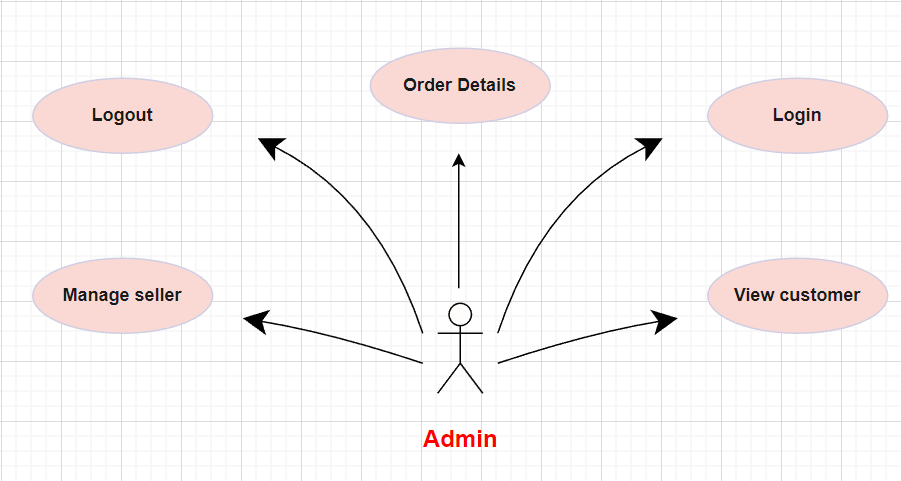 Order Details
Logout
Login
Manage seller
View customer
Admin